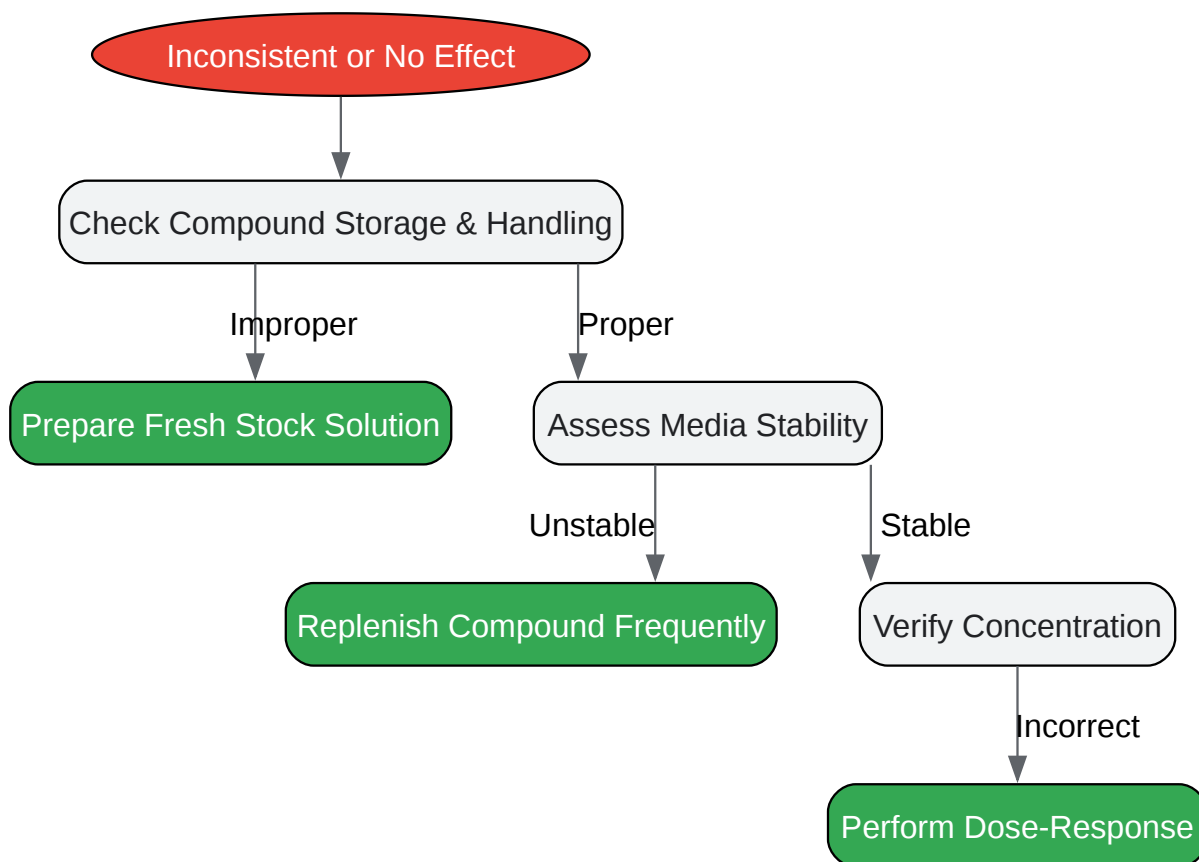 Inconsistent or No Effect
Check Compound Storage & Handling
Improper
Proper
Prepare Fresh Stock Solution
Assess Media Stability
Unstable
Stable
Replenish Compound Frequently
Verify Concentration
Incorrect
Perform Dose-Response